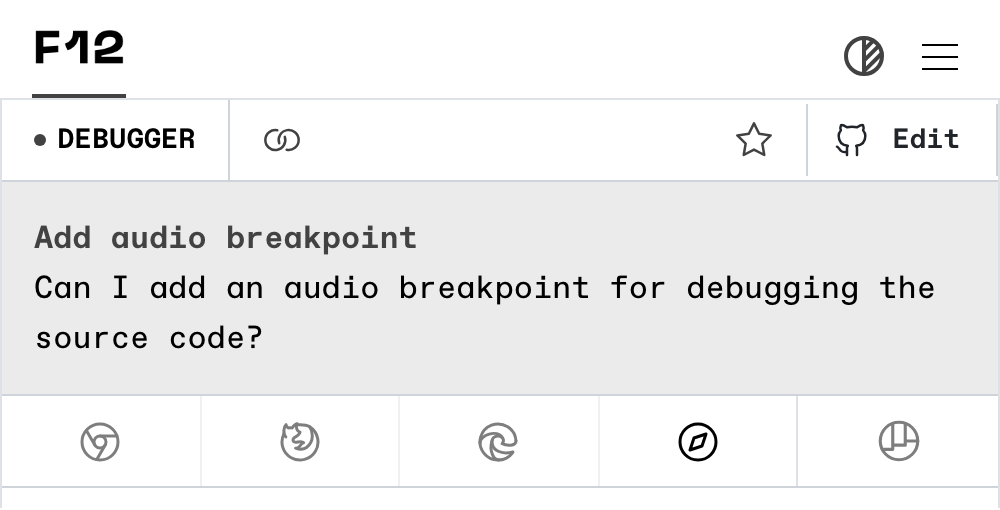 F12
DEBUGGER
Edit
Add audio breakpoint
Can I add an audio breakpoint for debugging the
source code?